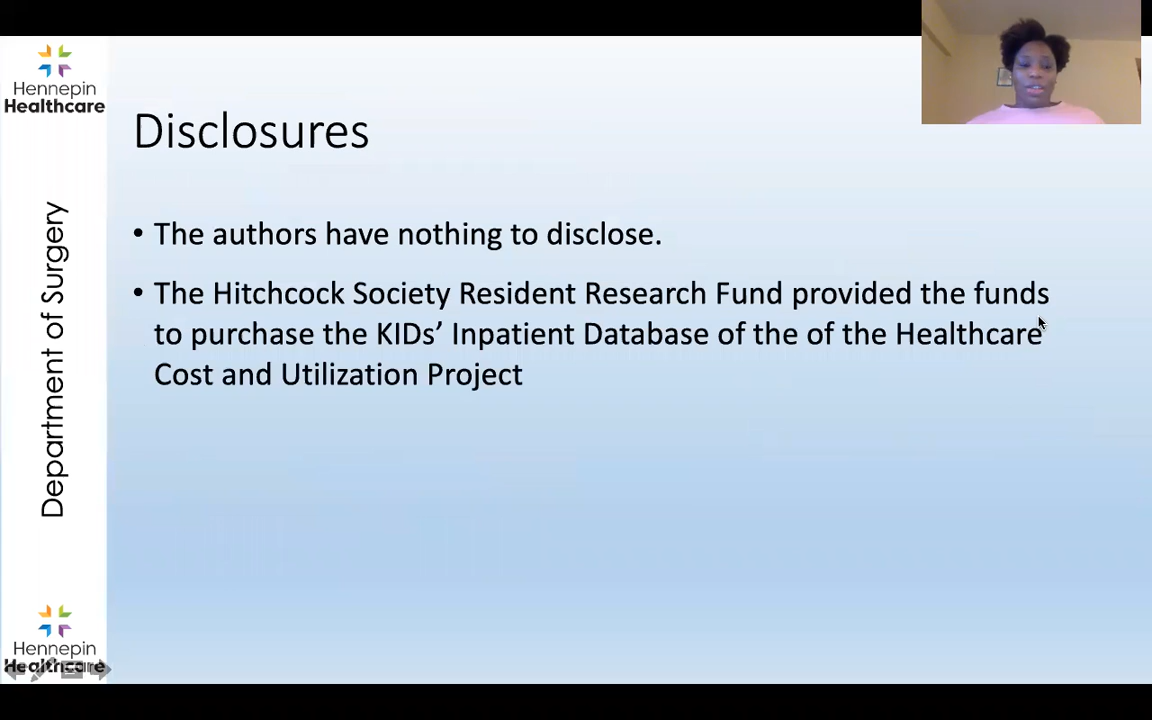 Hennepin
Healthcare
Department of Surgery
Disclosures
• The authors have nothing to disclose.
• The Hitchcock Society Resident Research Fund provided the funds
to purchase the KIDs’ Inpatient Database of the of the Healthcare
Cost and Utilization Project
Hennepin
Healthcare